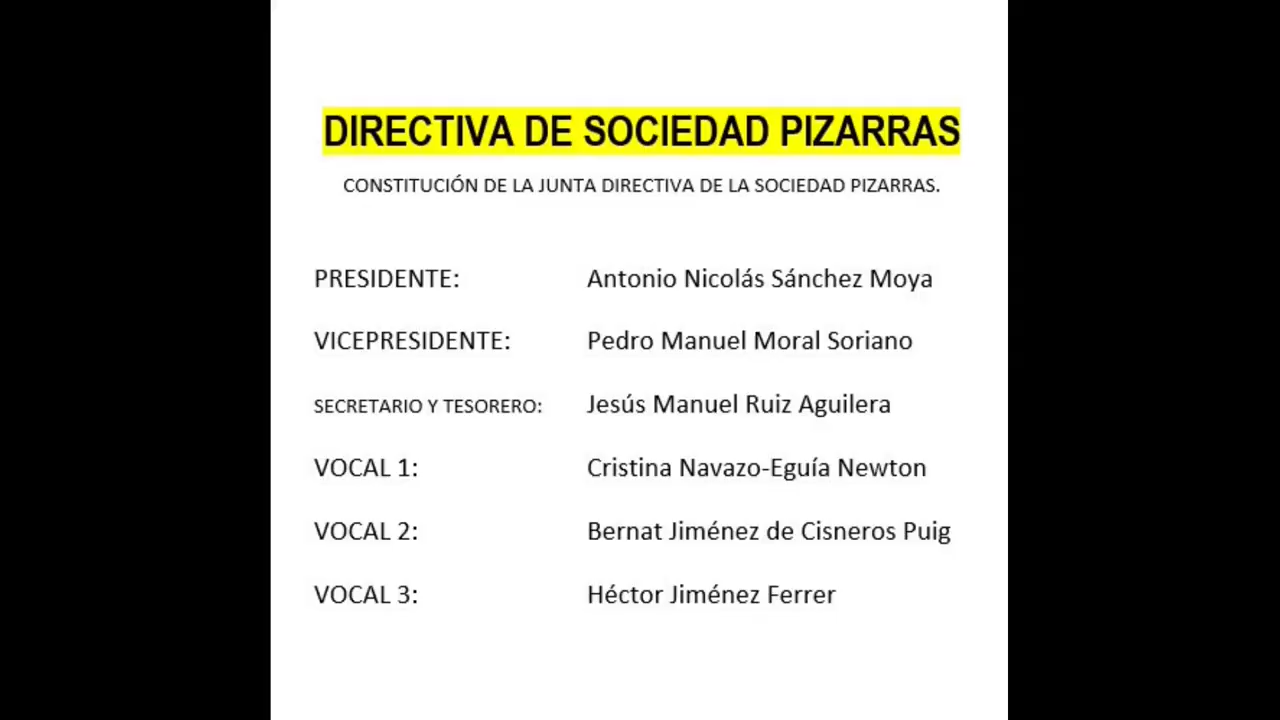 DIRECTIVA DE SOCIEDAD PIZARRAS
CONSTITUCIÓN DE LA JUNTA DIRECTIVA DE LA SOCIEDAD PIZARRAS.
PRESIDENTE: Antonio Nicolás Sánchez Moya
VICEPRESIDENTE: Pedro Manuel Moral Soriano
SECRETARIO Y TESORERO: Jesús Manuel Ruiz Aguilera
VOCAL 1: Cristina Navazo-Eguía Newton
VOCAL 2: Bernat Jiménez de Cisneros Puig
VOCAL 3: Héctor Jiménez Ferrer